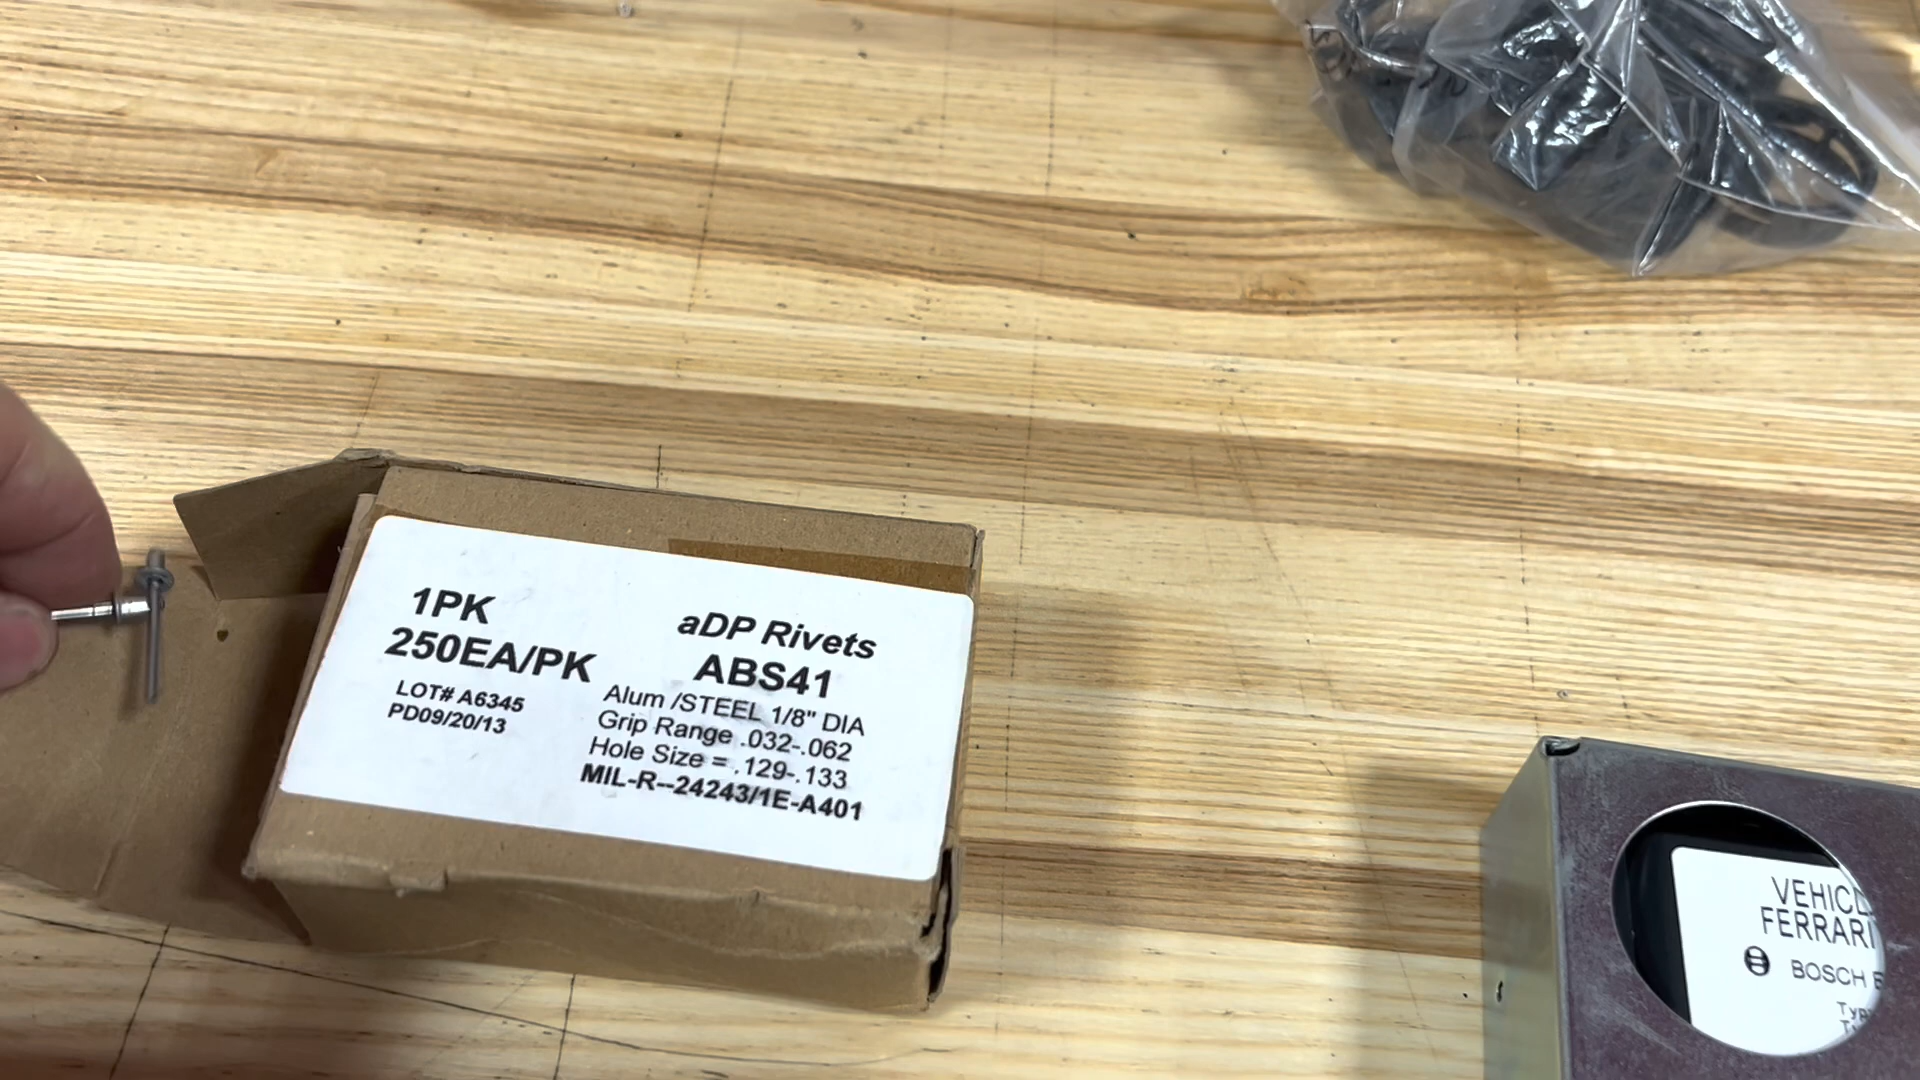 1PK
250EA/PK
LOT# A6345
PD09/20/13
aDP Rivets
ABS41
Alum /STEEL 1/8" DIA
Grip Range .032-.062
Hole Size = .129-.133
MIL-R--24243/1E-A401
FERRARI
BOSCH